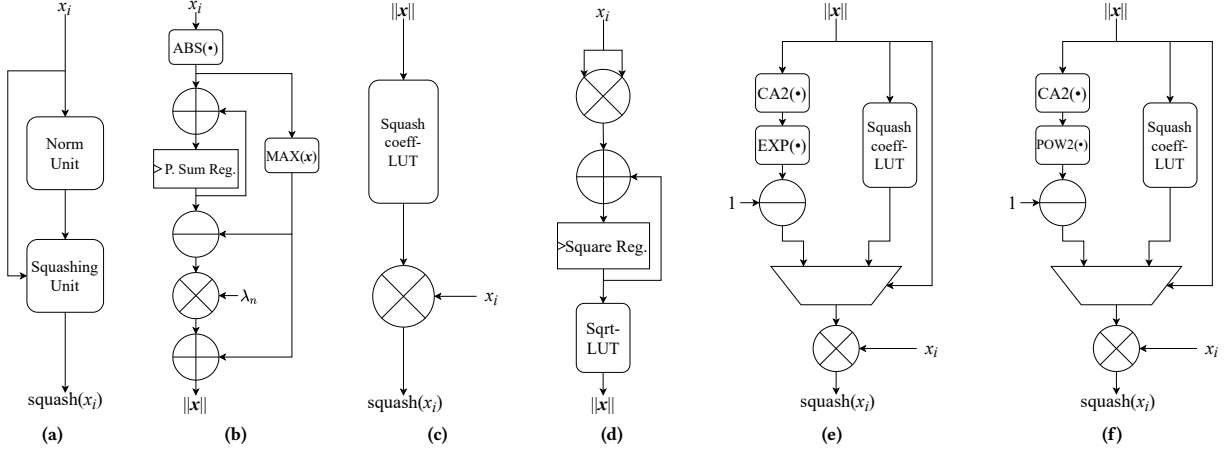 x_i
Norm
Unit
Squashing
Unit
squash(x_i)
(a)
x_i
ABS(•)
P. Sum Reg.
MAX(x)
λ_n
||x||
(b)
||x||
Squash
coeff-
LUT
x_i
squash(x_i)
(c)
x_i
Square Reg.
Sqrt-
LUT
||x||
(d)
||x||
CA2(•)
EXP(•)
1
Squash
coeff-
LUT
x_i
squash(x_i)
(e)
||x||
CA2(•)
POW2(•)
1
Squash
coeff-
LUT
x_i
squash(x_i)
(f)